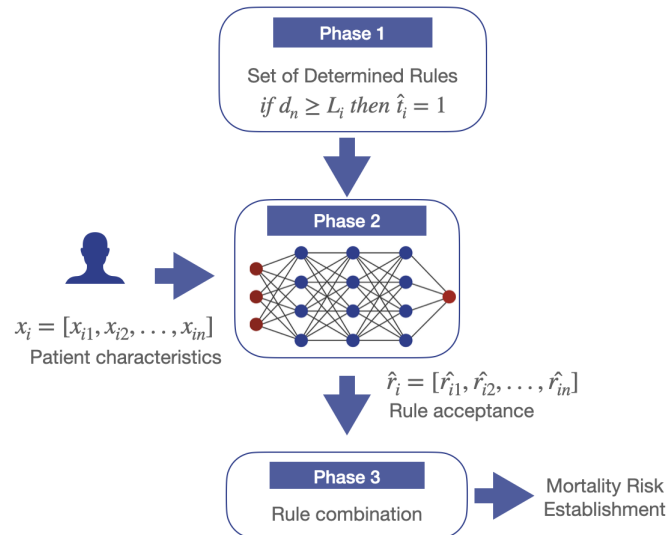 Phase 1
Set of Determined Rules
if dₙ ≥ Lᵢ then t̂ᵢ = 1
Phase 2
xᵢ = [xᵢ₁, xᵢ₂, . . . , xᵢₙ]
Patient characteristics
r̂ᵢ = [r̂ᵢ₁, r̂ᵢ₂, . . . , r̂ᵢₙ]
Rule acceptance
Phase 3
Rule combination
Mortality Risk
Establishment